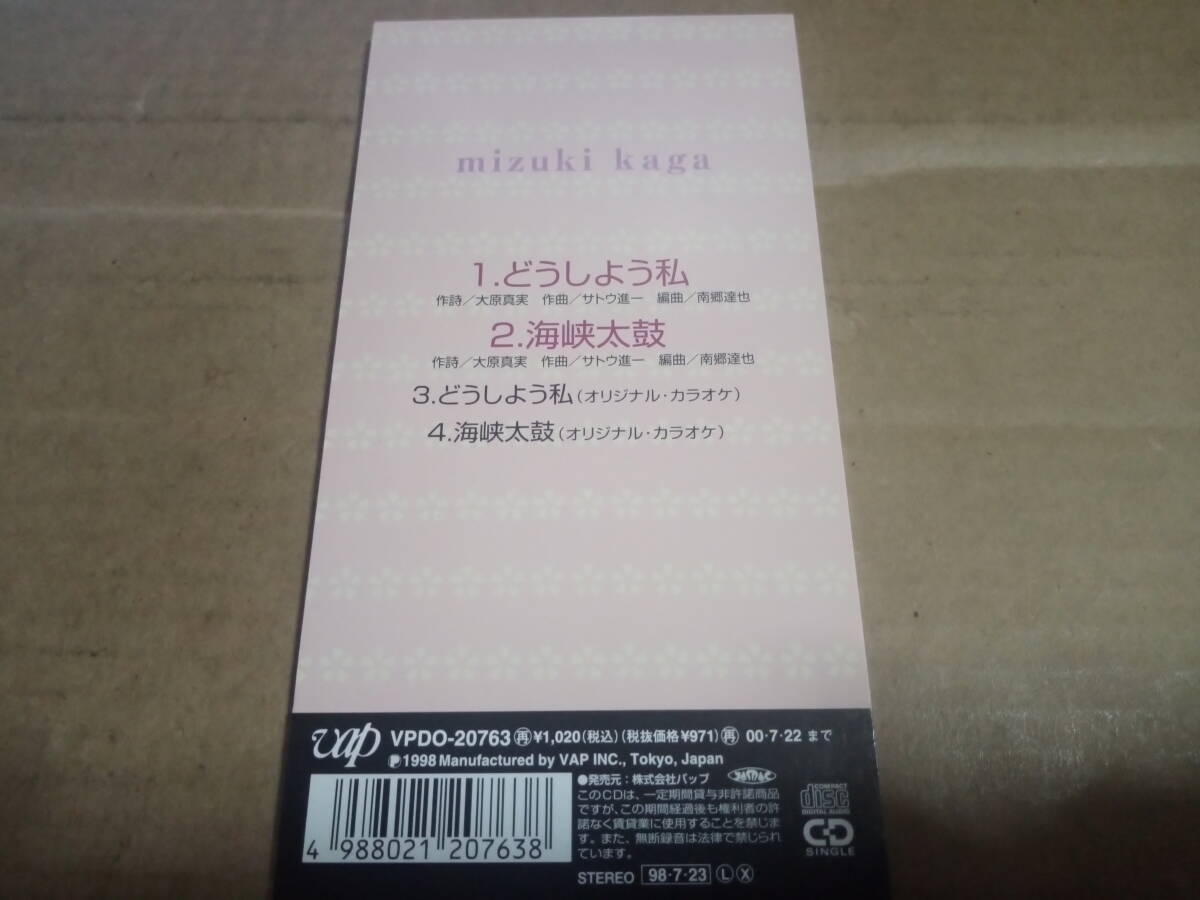 mizuki kaga
1.どうしよう私
作詩／大原真実　作曲／サトウ進一　編曲／南郷達也
2.海峡太鼓
作詩／大原真実　作曲／サトウ進一　編曲／南郷達也
3.どうしよう私(オリジナル・カラオケ)
4.海峡太鼓(オリジナル・カラオケ)
vap VPDO-20763 ㊢¥1,020(税込)(税抜価格¥971) 再 00・7・22 まで
Ⓟ1998 Manufactured by VAP INC., Tokyo, Japan
●発売元：株式会社バップ JASRAC
このCDは、一定期間貸与非許諾商品
ですが、この期間経過後も権利者の許
諾なく賃貸業に使用することを禁じま
す。また、無断録音は法律で禁じられ
ています。
COMPACT
disc
DIGITAL AUDIO
CD
SINGLE
4 988021 207638
STEREO 98・7・23 Ⓛ Ⓧ